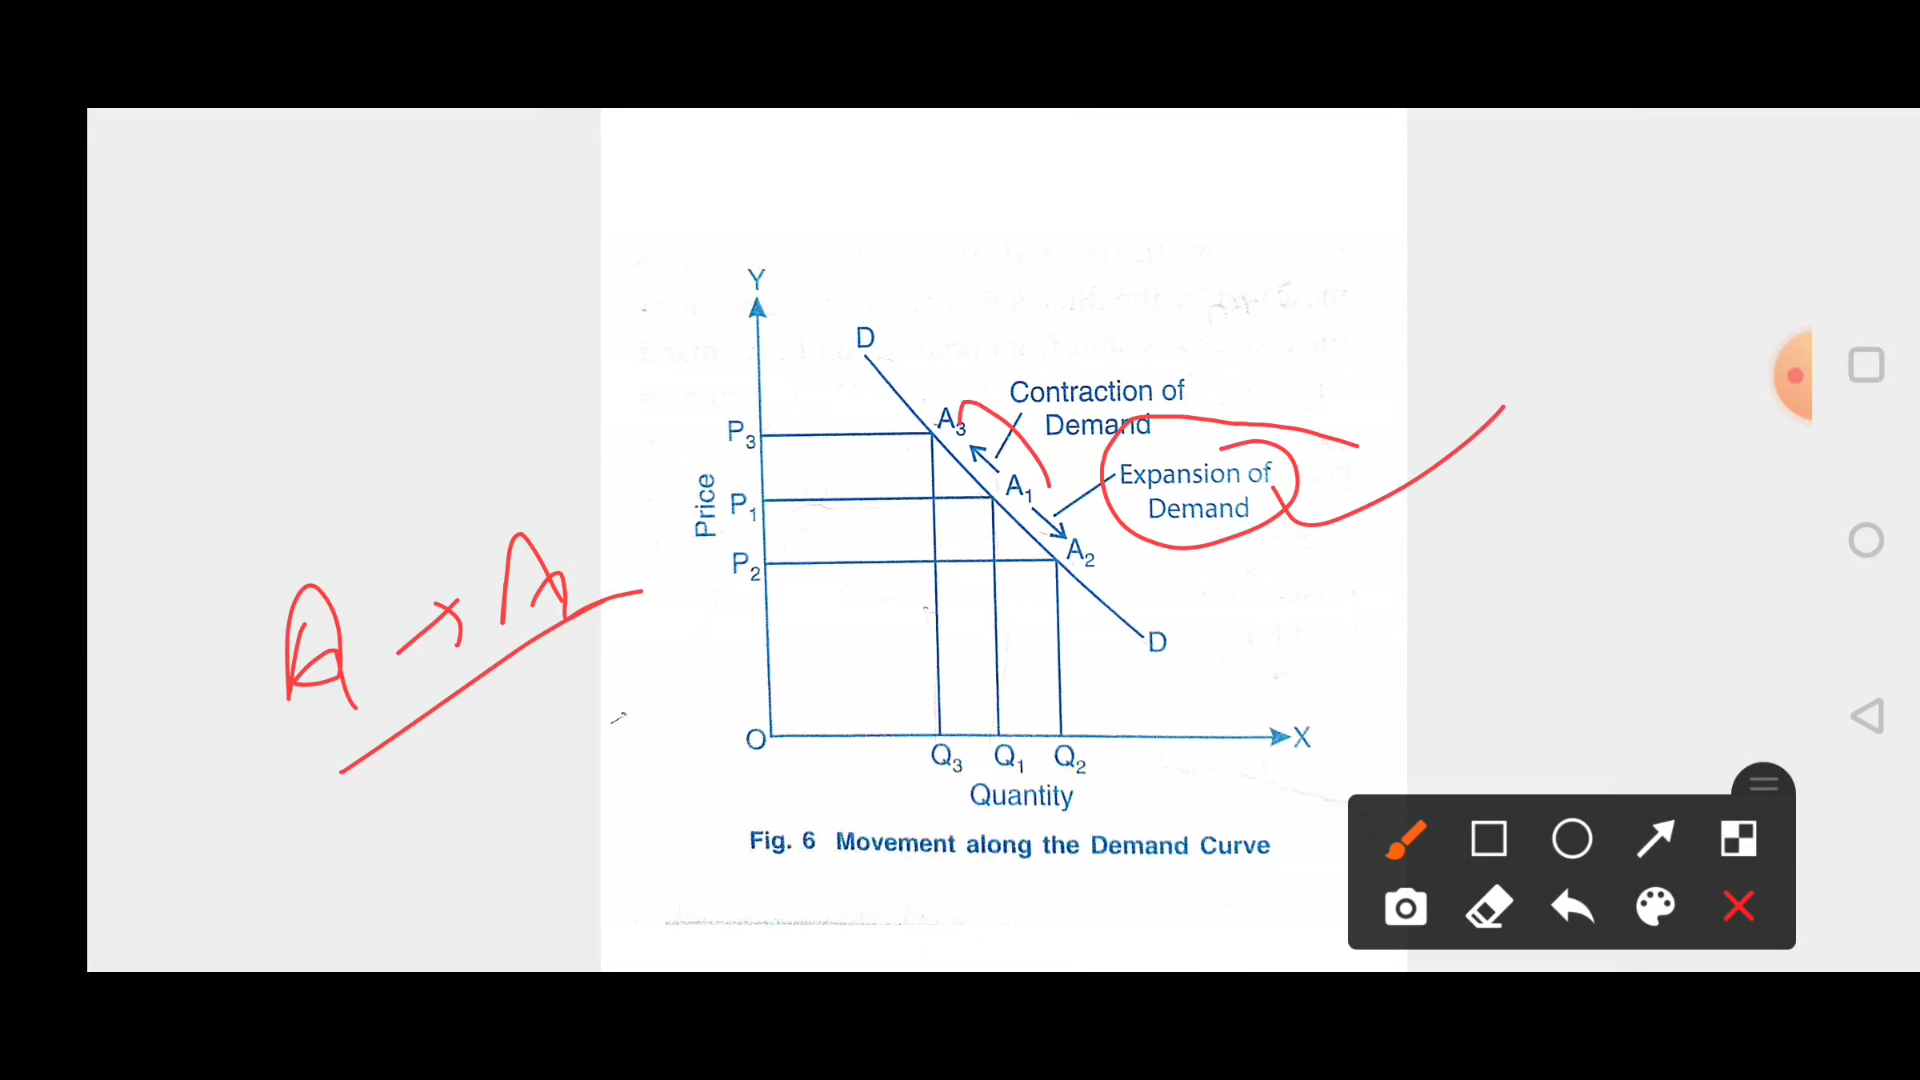 Y
D
Contraction of
Demand
A3
P3
Expansion of
Demand
A1
Price
P1
A2
P2
D
O
X
Q3 Q1 Q2
Quantity
Fig. 6 Movement along the Demand Curve